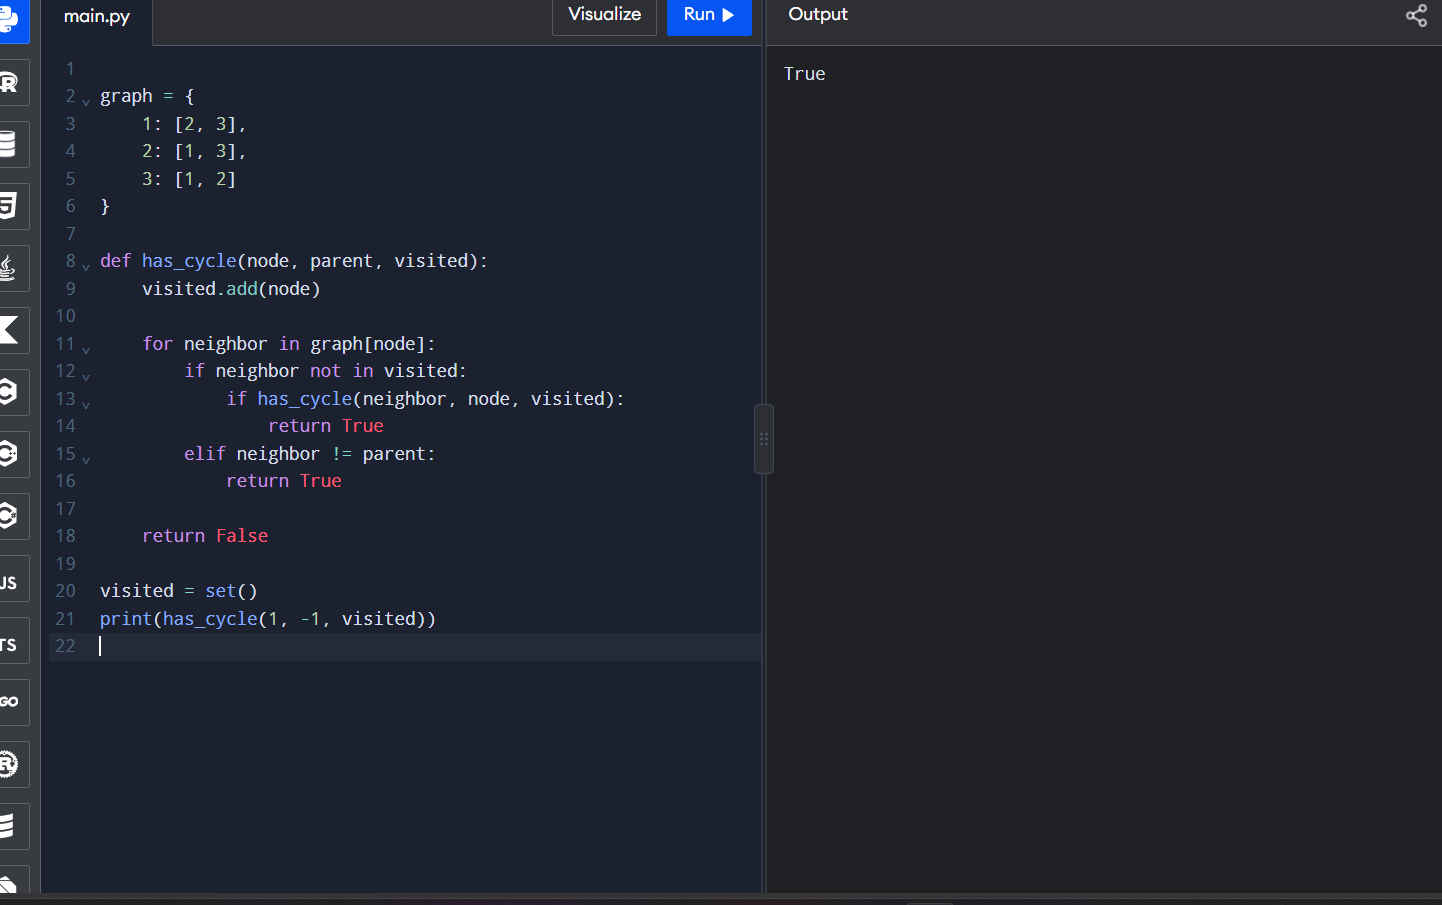 main.py
Visualize
Run
Output
1
2 graph = {
3     1: [2, 3],
4     2: [1, 3],
5     3: [1, 2]
6 }
7
8 def has_cycle(node, parent, visited):
9     visited.add(node)
10
11     for neighbor in graph[node]:
12         if neighbor not in visited:
13             if has_cycle(neighbor, node, visited):
14                 return True
15         elif neighbor != parent:
16             return True
17
18     return False
19
20 visited = set()
21 print(has_cycle(1, -1, visited))
22
True
R
5
C
C
C
JS
TS
GO
R